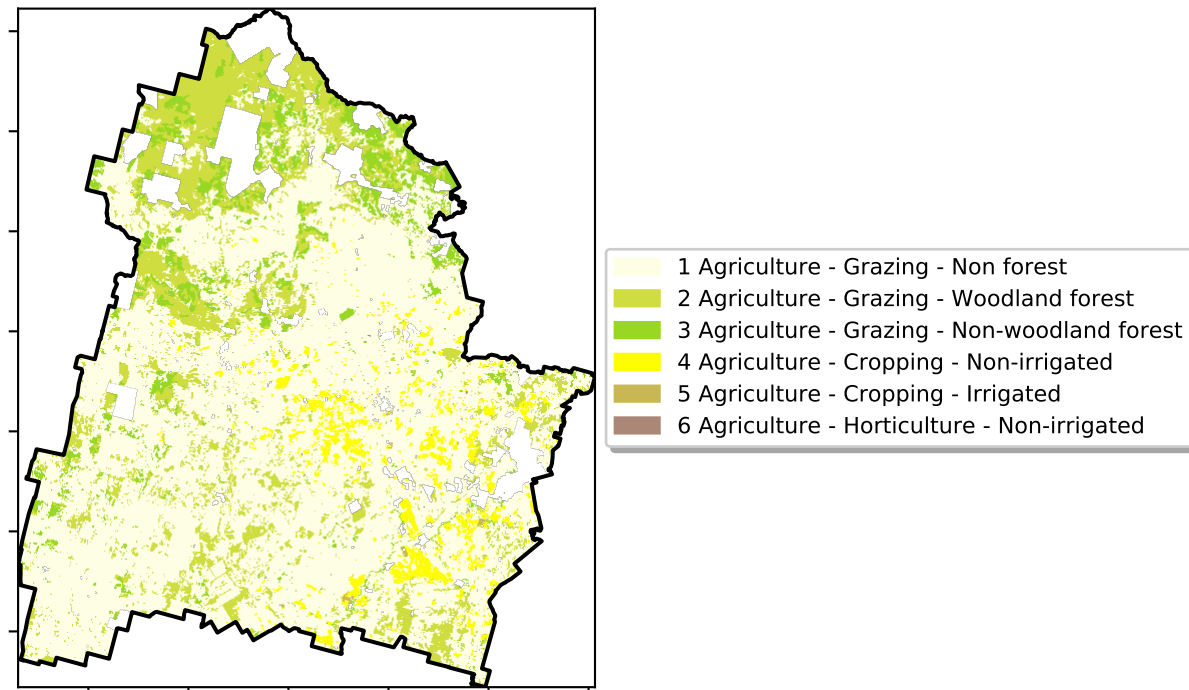 1 Agriculture - Grazing - Non forest
2 Agriculture - Grazing - Woodland forest
3 Agriculture - Grazing - Non-woodland forest
4 Agriculture - Cropping - Non-irrigated
5 Agriculture - Cropping - Irrigated
6 Agriculture - Horticulture - Non-irrigated